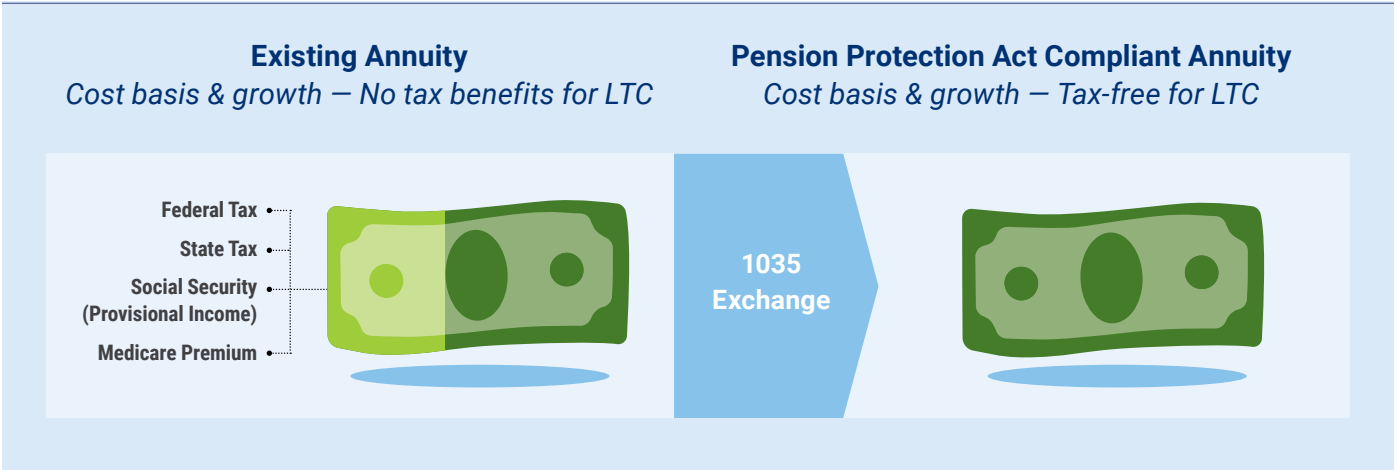 Existing Annuity
Cost basis & growth — No tax benefits for LTC
Pension Protection Act Compliant Annuity
Cost basis & growth — Tax-free for LTC
Federal Tax
State Tax
Social Security
(Provisional Income)
Medicare Premium
1035
Exchange